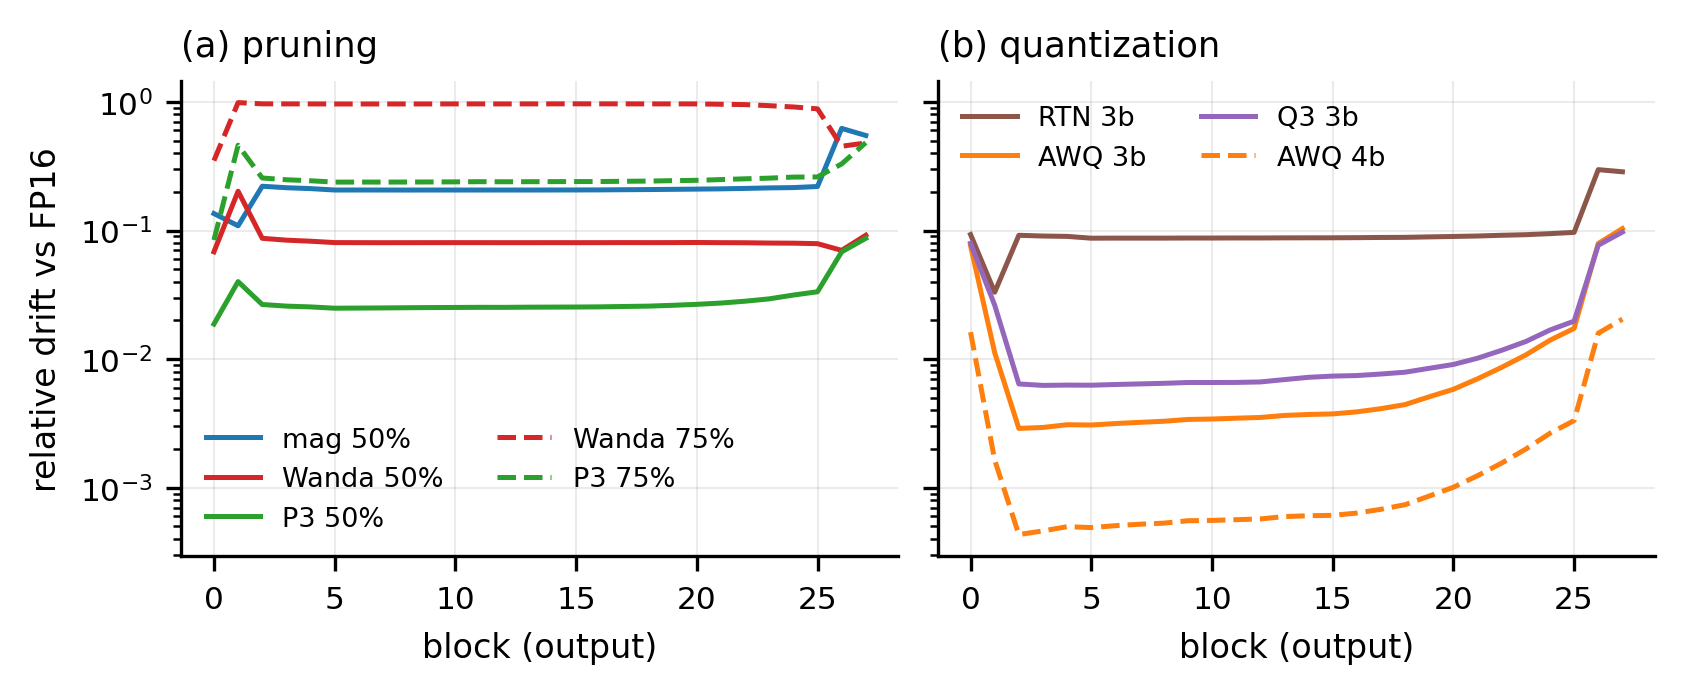 (a) pruning
(b) quantization
relative drift vs FP16
10⁰
10⁻¹
10⁻²
10⁻³
mag 50%
Wanda 50%
P3 50%
Wanda 75%
P3 75%
RTN 3b
AWQ 3b
Q3 3b
AWQ 4b
0 5 10 15 20 25
0 5 10 15 20 25
block (output)
block (output)